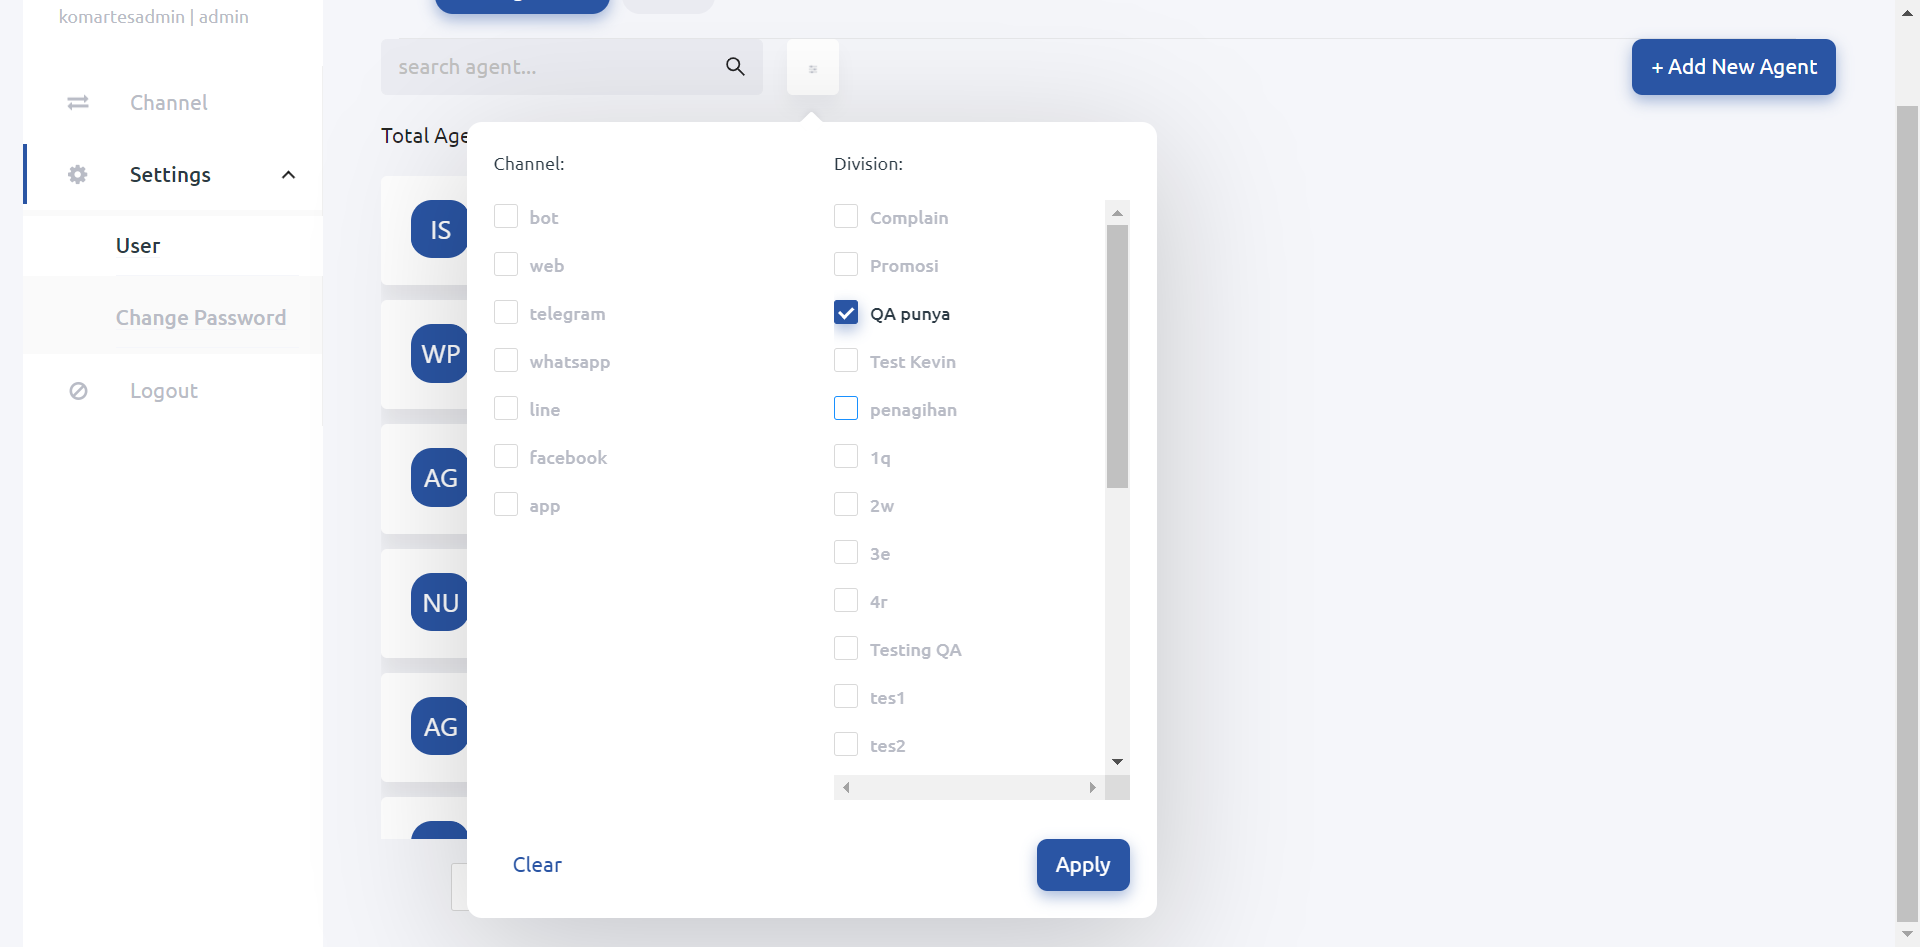 komartesadmin | admin
Channel
Settings
User
Change Password
Logout
search agent...
+ Add New Agent
Total Age
IS
WP
AG
NU
AG
Channel:
bot
web
telegram
whatsapp
line
facebook
app
Division:
Complain
Promosi
QA punya
Test Kevin
penagihan
1q
2w
3e
4r
Testing QA
tes1
tes2
Clear
Apply